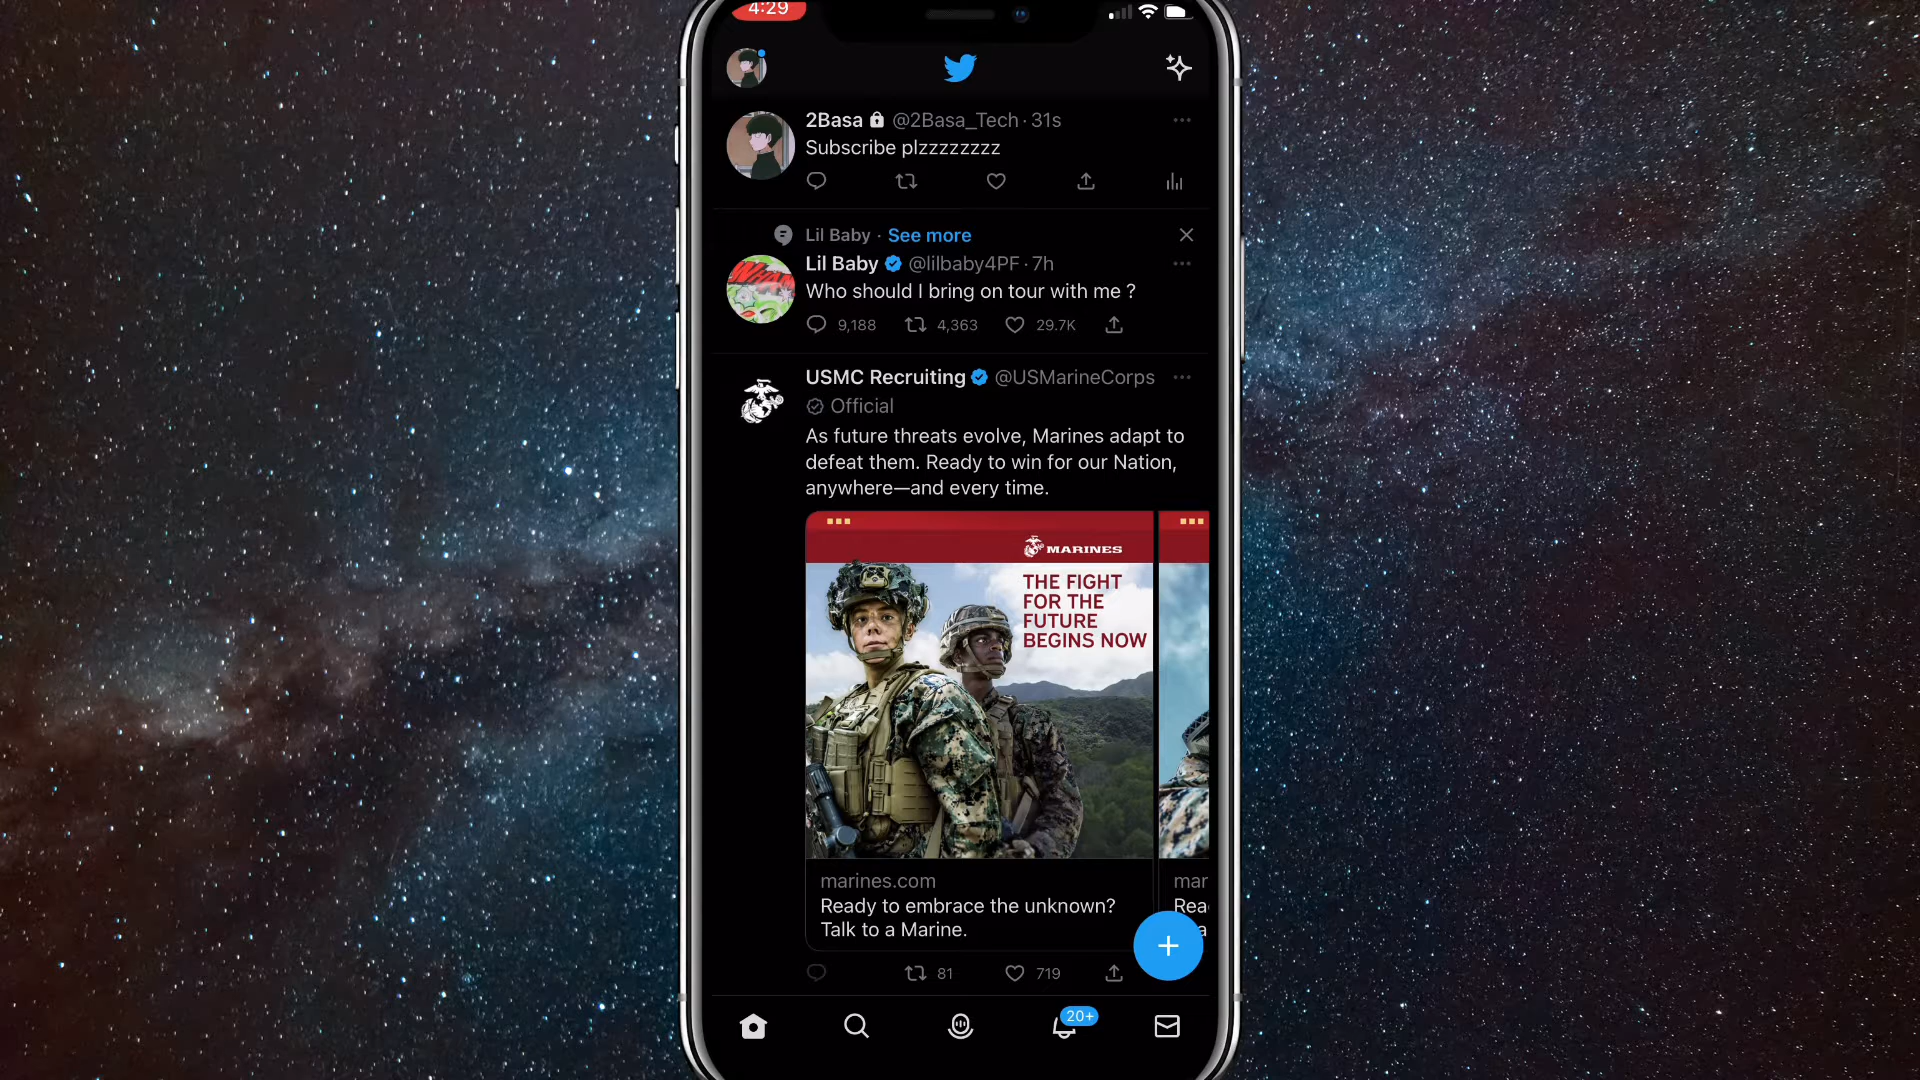 4:29
2Basa @2Basa_Tech · 31s
Subscribe plzzzzzzzz
Lil Baby · See more
Lil Baby @lilbaby4PF · 7h
Who should I bring on tour with me ?
9,188 4,363 29.7K
USMC Recruiting @USMarineCorps
Official
As future threats evolve, Marines adapt to
defeat them. Ready to win for our Nation,
anywhere—and every time.
MARINES
THE FIGHT
FOR THE
FUTURE
BEGINS NOW
marines.com
Ready to embrace the unknown?
Talk to a Marine.
mar
Rea
81 719
20+